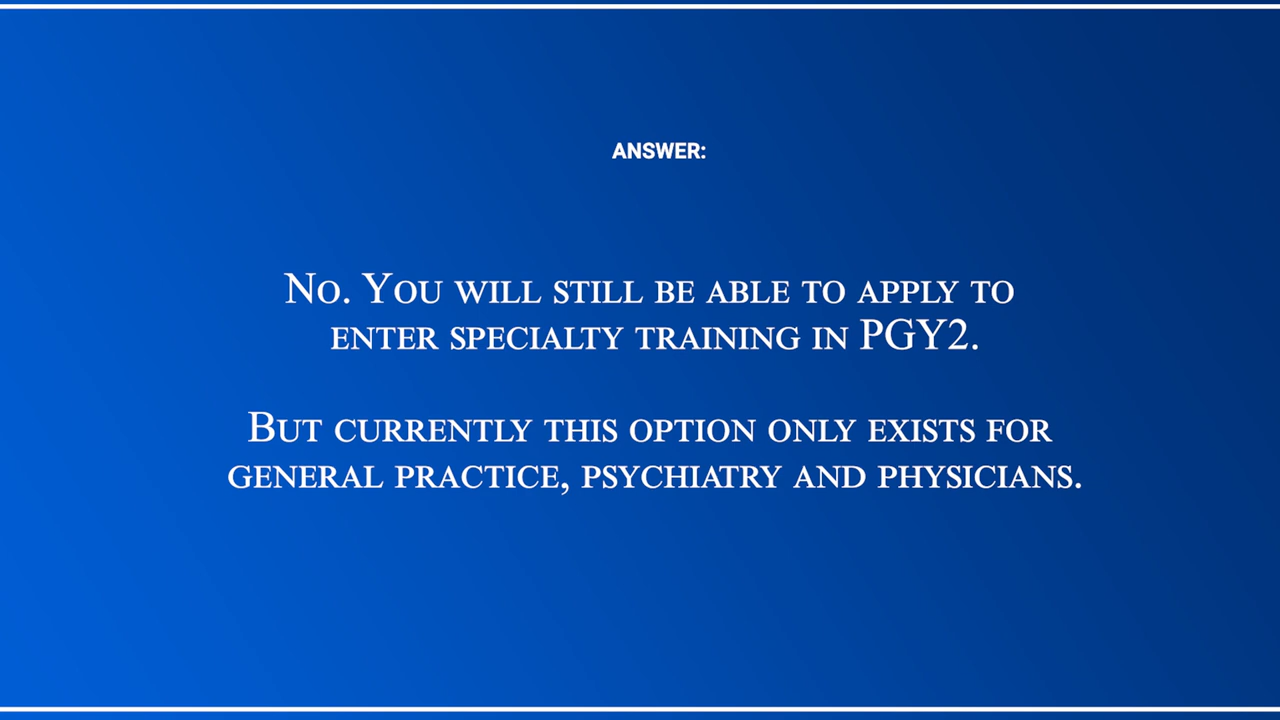 ANSWER:
No. You will still be able to apply to
enter specialty training in PGY2.
But currently this option only exists for
general practice, psychiatry and physicians.